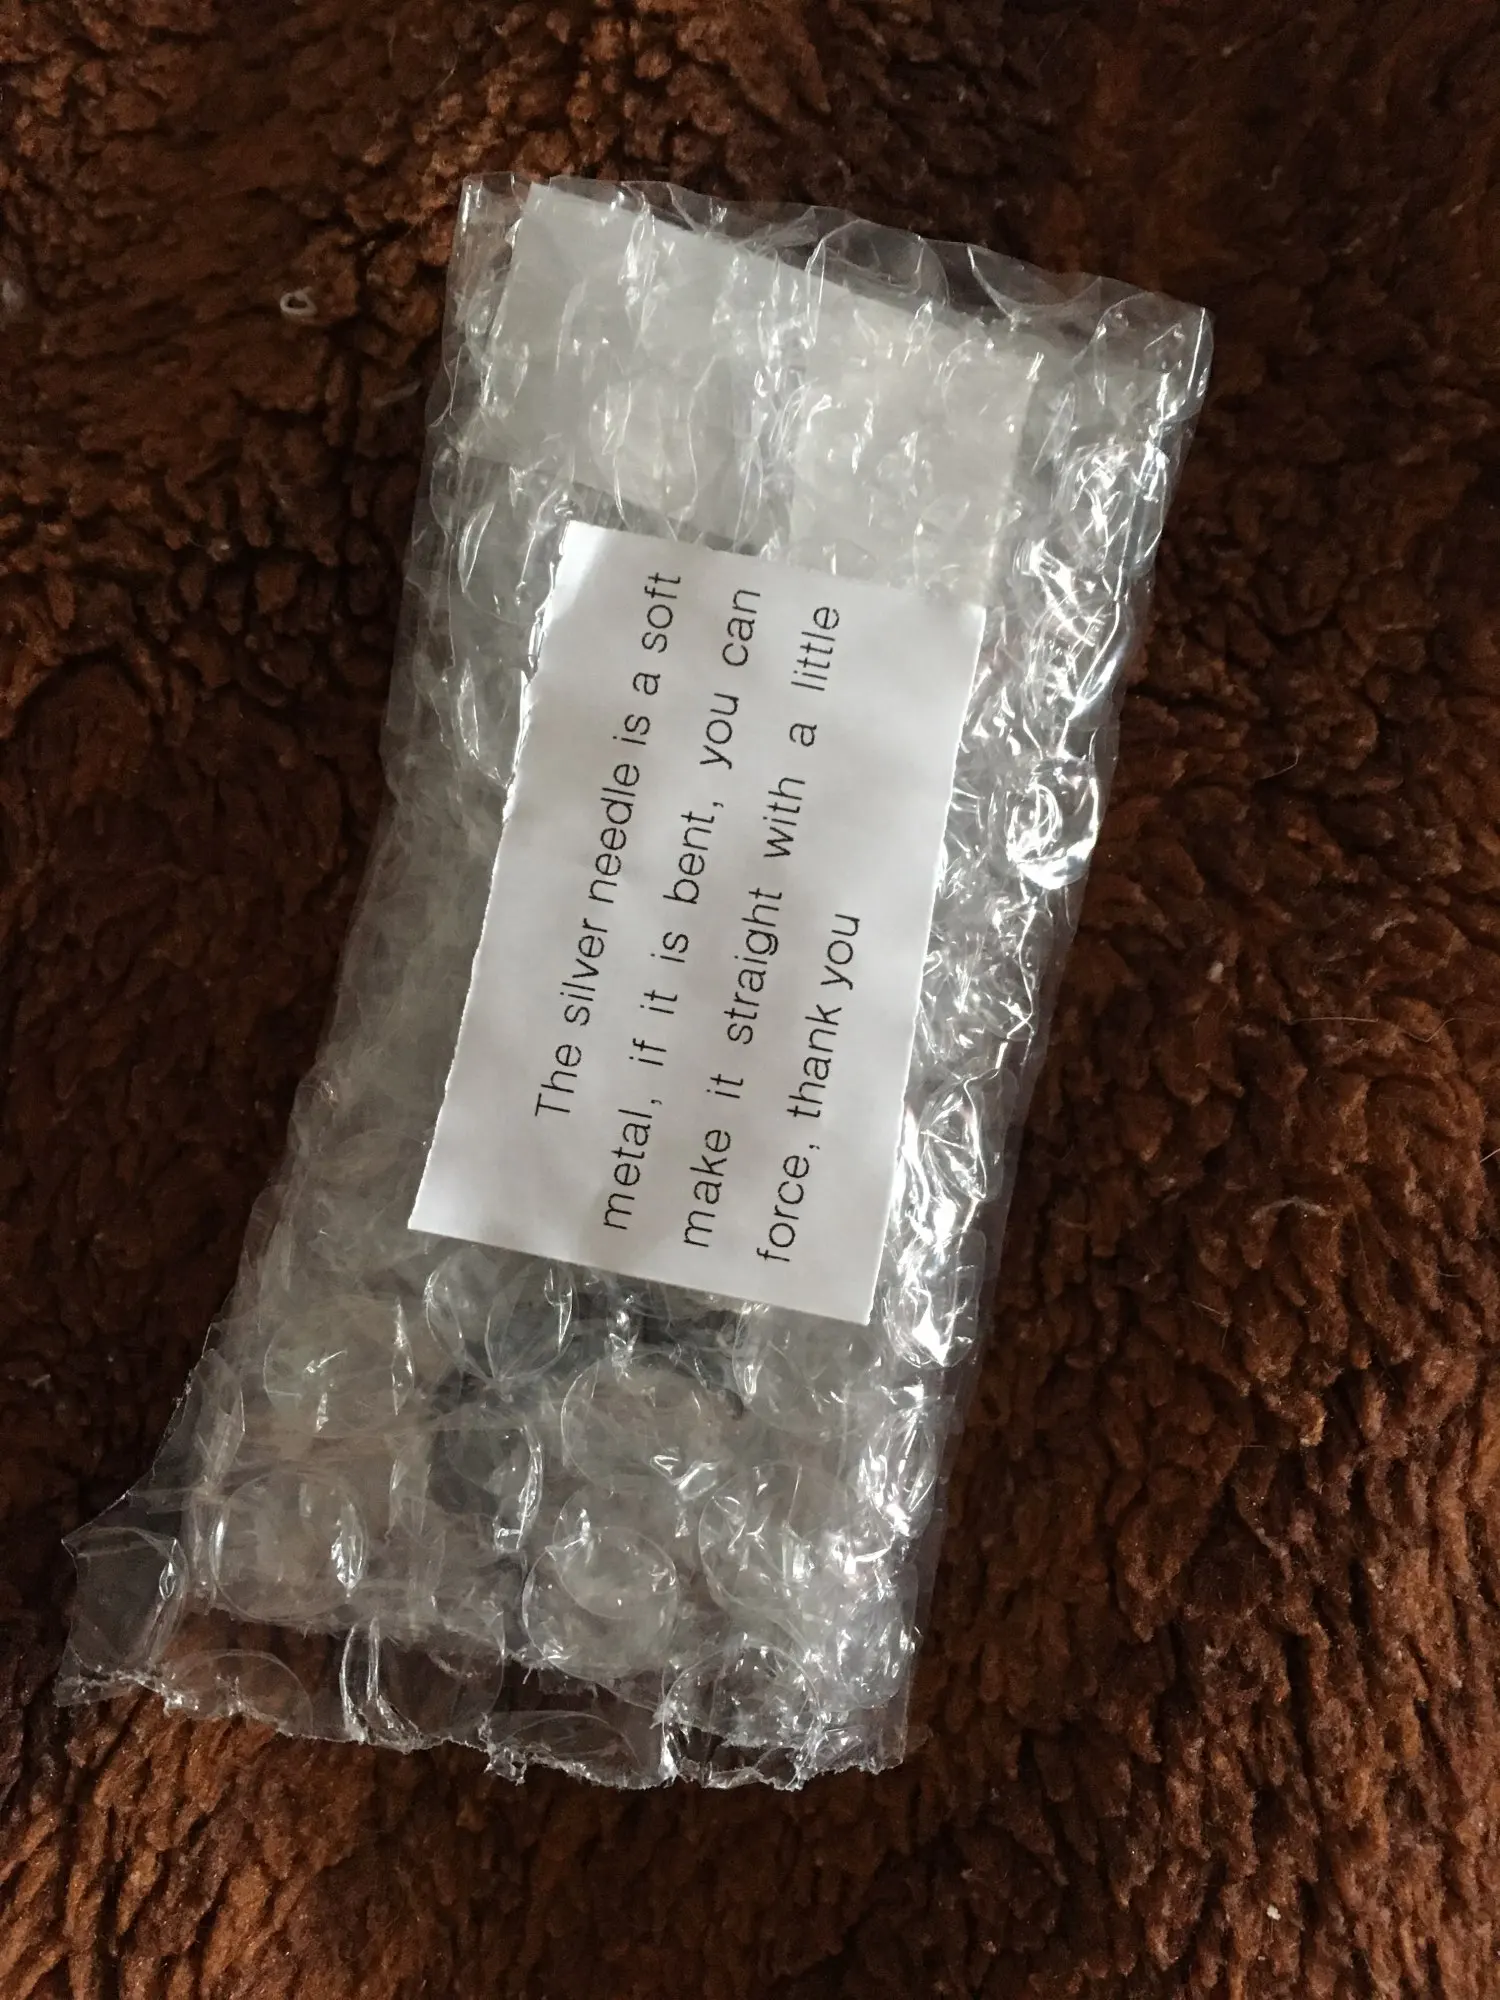 The silver needle is a soft
metal, if it is bent, you can
make it straight with a little
force, thank you